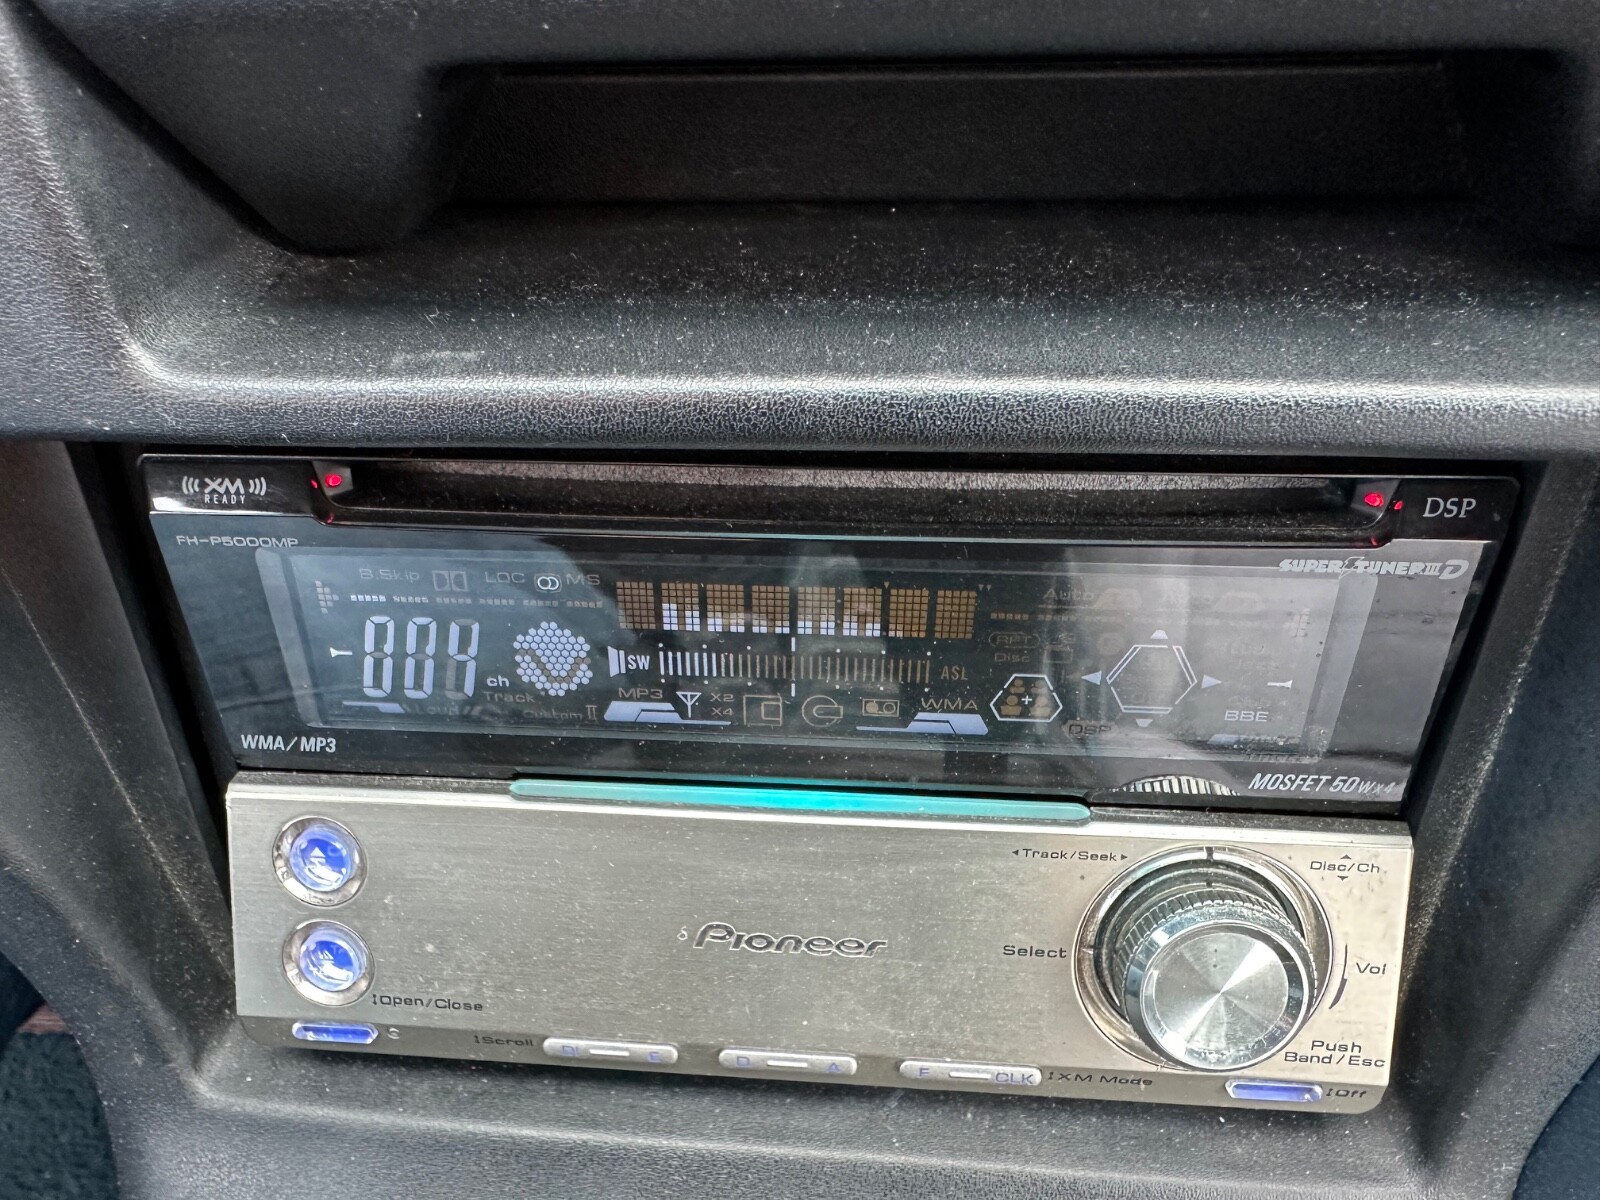 XM
READY
DSP
FH-P5000MP
SUPER TUNER III D
B.Skip LOC MS
Auto
RPT
Disc
004 ch
Track
SW
ASL
MP3 X2
X4
WMA
Custom II
DSP
BBE
WMA/MP3
MOSFET 50Wx4
◂Track/Seek▸
Disc/Ch
Pioneer
Select
Vol
Open/Close
Push
Band/Esc
S
Scroll
E
D A
F CLK
XM Mode
Off